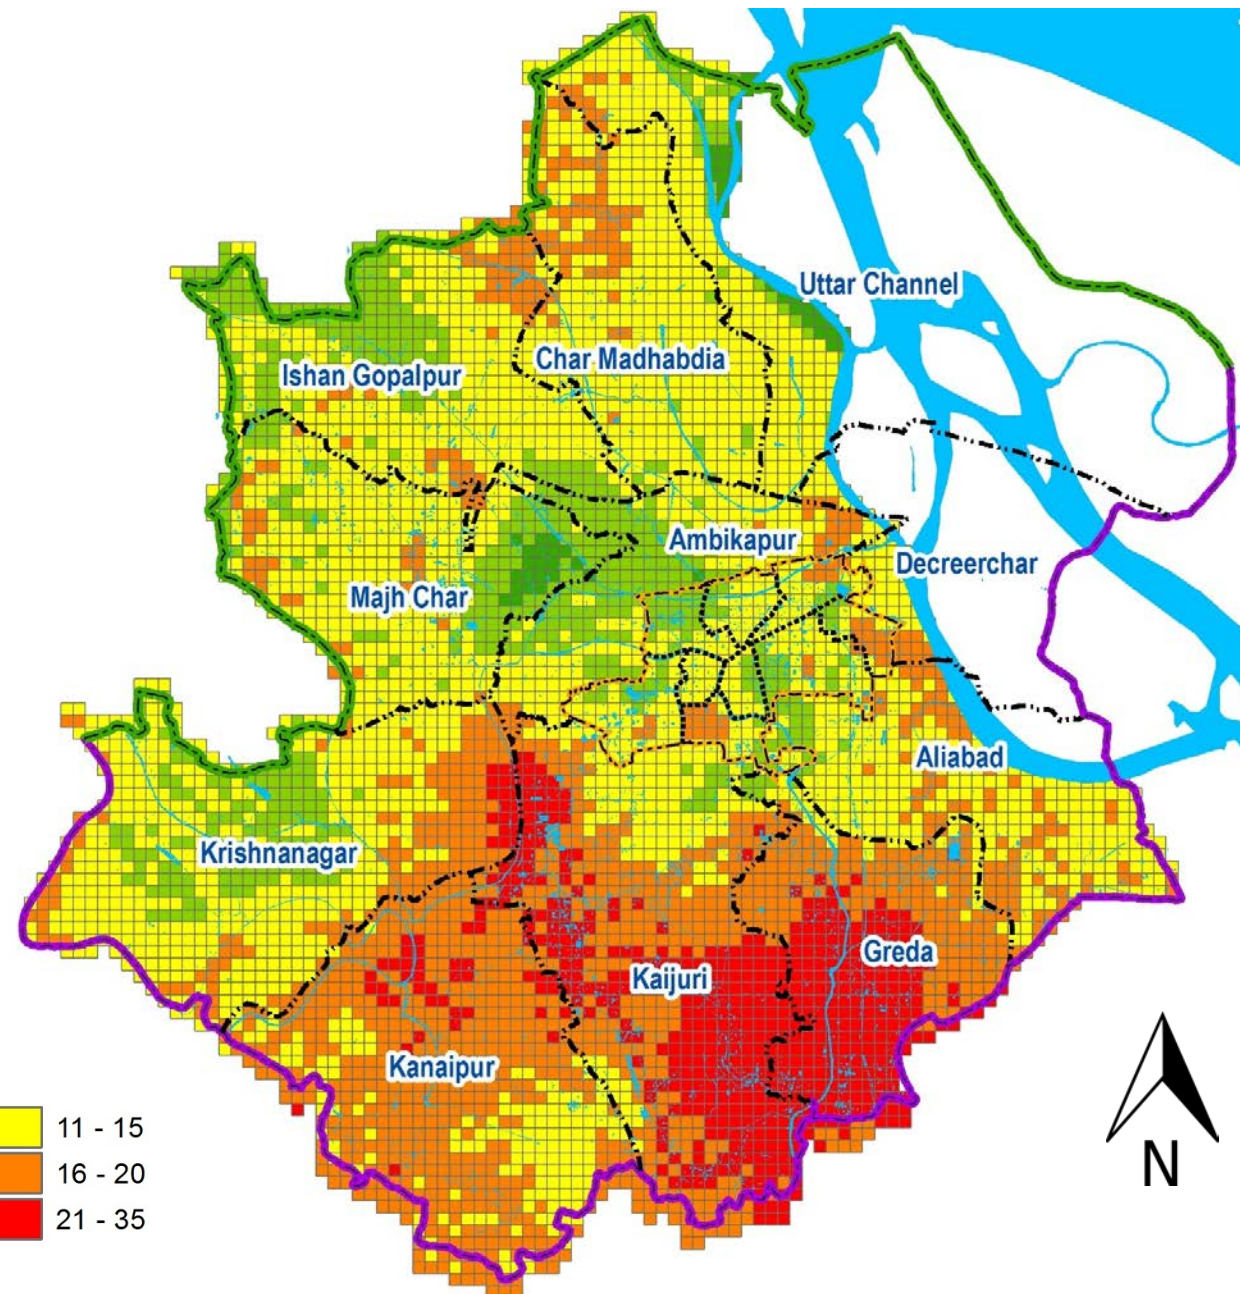 Uttar Channel
Char Madhabdia
Ishan Gopalpur
Ambikapur
Decreerchar
Majh Char
Aliabad
Krishnanagar
Greda
Kaijuri
Kanaipur
11 - 15
16 - 20
21 - 35
N